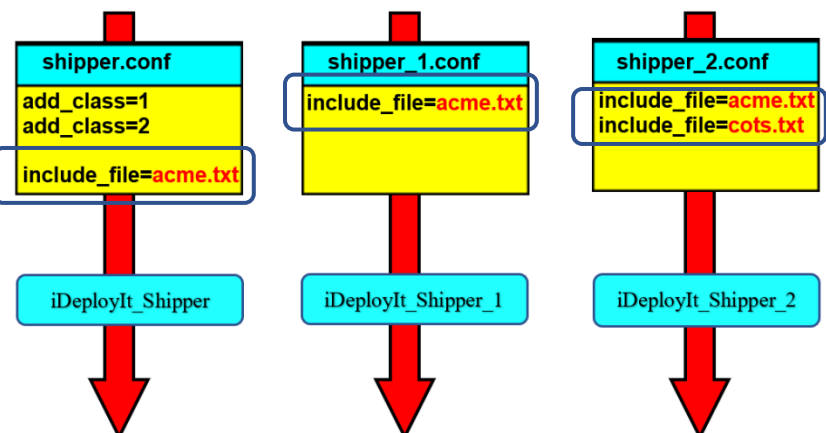 shipper.conf
add_class=1
add_class=2
include_file=acme.txt
iDeployIt_Shipper
shipper_1.conf
include_file=acme.txt
iDeployIt_Shipper_1
shipper_2.conf
include_file=acme.txt
include_file=cots.txt
iDeployIt_Shipper_2